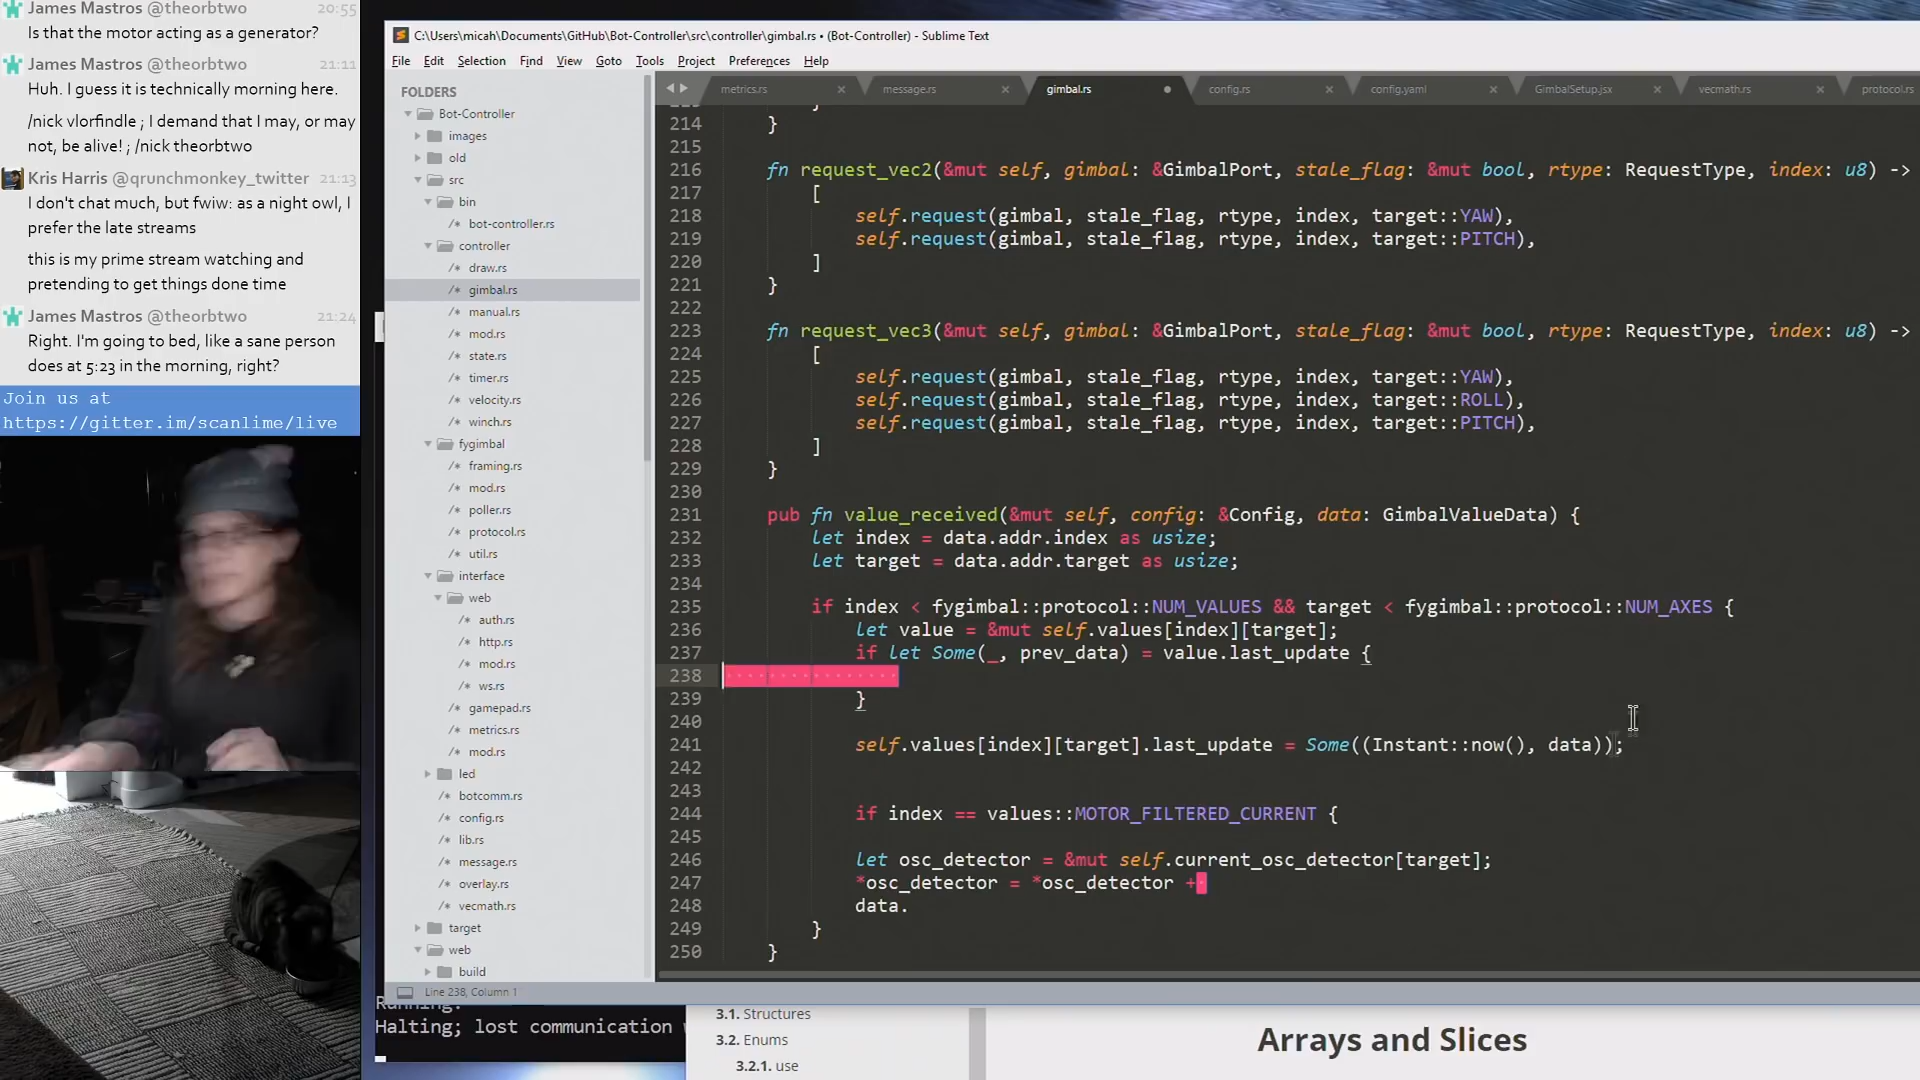 James Mastros @theorbtwo 20:55
Is that the motor acting as a generator?
James Mastros @theorbtwo 21:11
Huh. I guess it is technically morning here.
/nick vlorfindle ; I demand that I may, or may
not, be alive! ; /nick theorbtwo
Kris Harris @qrunchmonkey_twitter 21:13
I don't chat much, but fwiw: as a night owl, I
prefer the late streams
this is my prime stream watching and
pretending to get things done time
James Mastros @theorbtwo 21:24
Right. I'm going to bed, like a sane person
does at 5:23 in the morning, right?
Join us at
https://gitter.im/scanlime/live
C:\Users\micah\Documents\GitHub\Bot-Controller\src\controller\gimbal.rs • (Bot-Controller) - Sublime Text
File Edit Selection Find View Goto Tools Project Preferences Help
FOLDERS
Bot-Controller
images
old
src
bin
/* bot-controller.rs
controller
/* draw.rs
/* gimbal.rs
/* manual.rs
/* mod.rs
/* state.rs
/* timer.rs
/* velocity.rs
/* winch.rs
fygimbal
/* framing.rs
/* mod.rs
/* poller.rs
/* protocol.rs
/* util.rs
interface
web
/* auth.rs
/* http.rs
/* mod.rs
/* ws.rs
/* gamepad.rs
/* metrics.rs
/* mod.rs
led
/* botcomm.rs
/* config.rs
/* lib.rs
/* message.rs
/* overlay.rs
/* vecmath.rs
target
web
build
metrics.rs message.rs gimbal.rs config.rs config.yaml GimbalSetup.jsx vecmath.rs protocol.rs
214 }
215
216 fn request_vec2(&mut self, gimbal: &GimbalPort, stale_flag: &mut bool, rtype: RequestType, index: u8) ->
217 [
218 self.request(gimbal, stale_flag, rtype, index, target::YAW),
219 self.request(gimbal, stale_flag, rtype, index, target::PITCH),
220 ]
221 }
222
223 fn request_vec3(&mut self, gimbal: &GimbalPort, stale_flag: &mut bool, rtype: RequestType, index: u8) ->
224 [
225 self.request(gimbal, stale_flag, rtype, index, target::YAW),
226 self.request(gimbal, stale_flag, rtype, index, target::ROLL),
227 self.request(gimbal, stale_flag, rtype, index, target::PITCH),
228 ]
229 }
230
231 pub fn value_received(&mut self, config: &Config, data: GimbalValueData) {
232 let index = data.addr.index as usize;
233 let target = data.addr.target as usize;
234
235 if index < fygimbal::protocol::NUM_VALUES && target < fygimbal::protocol::NUM_AXES {
236 let value = &mut self.values[index][target];
237 if let Some(_, prev_data) = value.last_update {
238
239 }
240
241 self.values[index][target].last_update = Some((Instant::now(), data));
242
243
244 if index == values::MOTOR_FILTERED_CURRENT {
245
246 let osc_detector = &mut self.current_osc_detector[target];
247 *osc_detector = *osc_detector +
248 data.
249 }
250 }
Line 238, Column 1
Halting; lost communication
3.1. Structures
3.2. Enums
3.2.1. use
Arrays and Slices